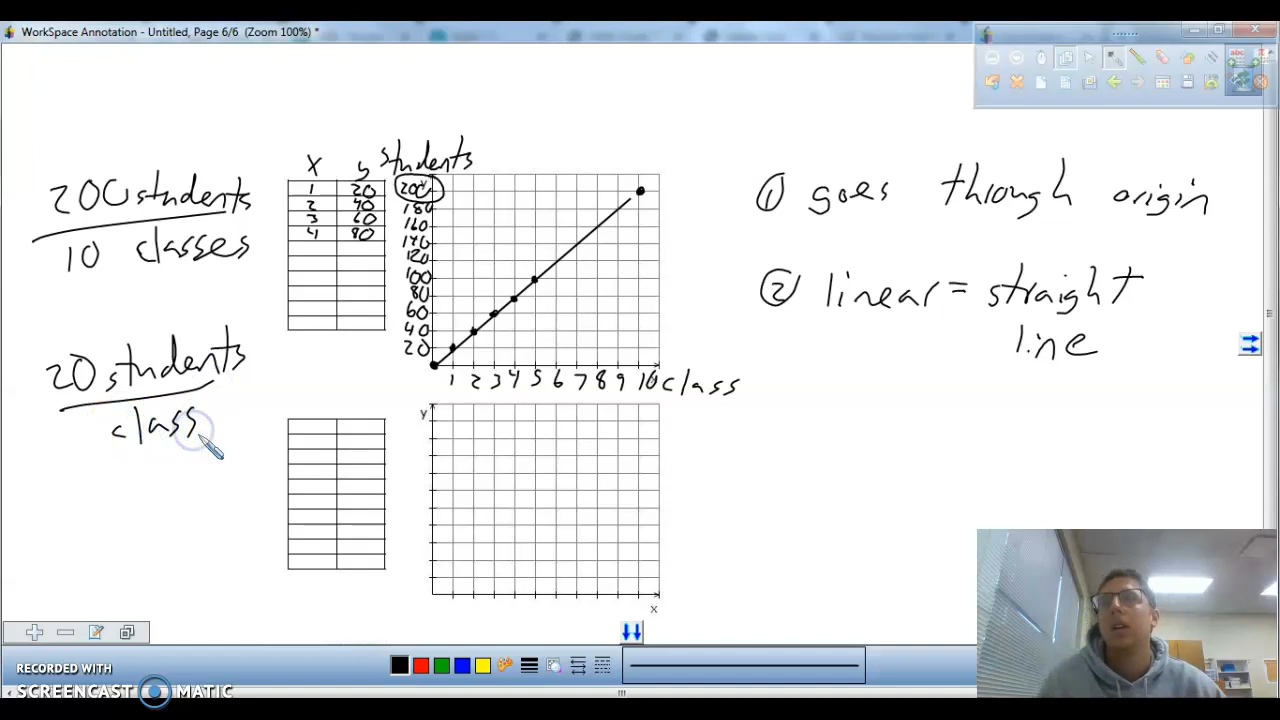 WorkSpace Annotation - Untitled, Page 6/6 (Zoom 100%) *
200 students
10 classes
20 students
class
x y
1 20
2 40
3 60
4 80
students
200
180
160
140
120
100
80
60
40
20
1 2 3 4 5 6 7 8 9 10 class
y
x
① goes through origin
② linear = straight
line
RECORDED WITH
SCREENCAST MATIC